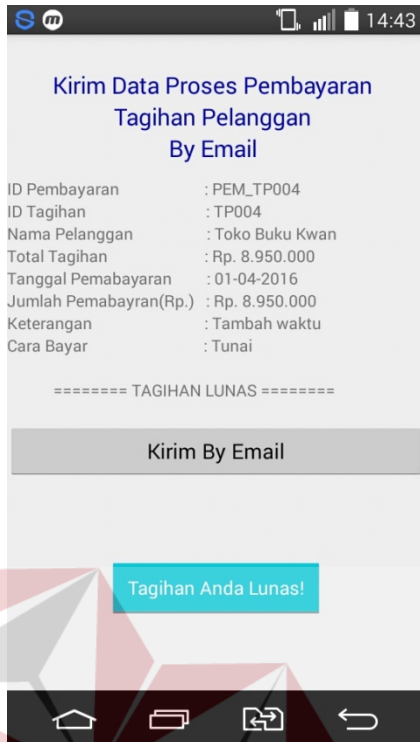 14:43
Kirim Data Proses Pembayaran
Tagihan Pelanggan
By Email
ID Pembayaran : PEM_TP004
ID Tagihan : TP004
Nama Pelanggan : Toko Buku Kwan
Total Tagihan : Rp. 8.950.000
Tanggal Pemabayaran : 01-04-2016
Jumlah Pemabayran(Rp.) : Rp. 8.950.000
Keterangan : Tambah waktu
Cara Bayar : Tunai
======== TAGIHAN LUNAS ========
Kirim By Email
Tagihan Anda Lunas!